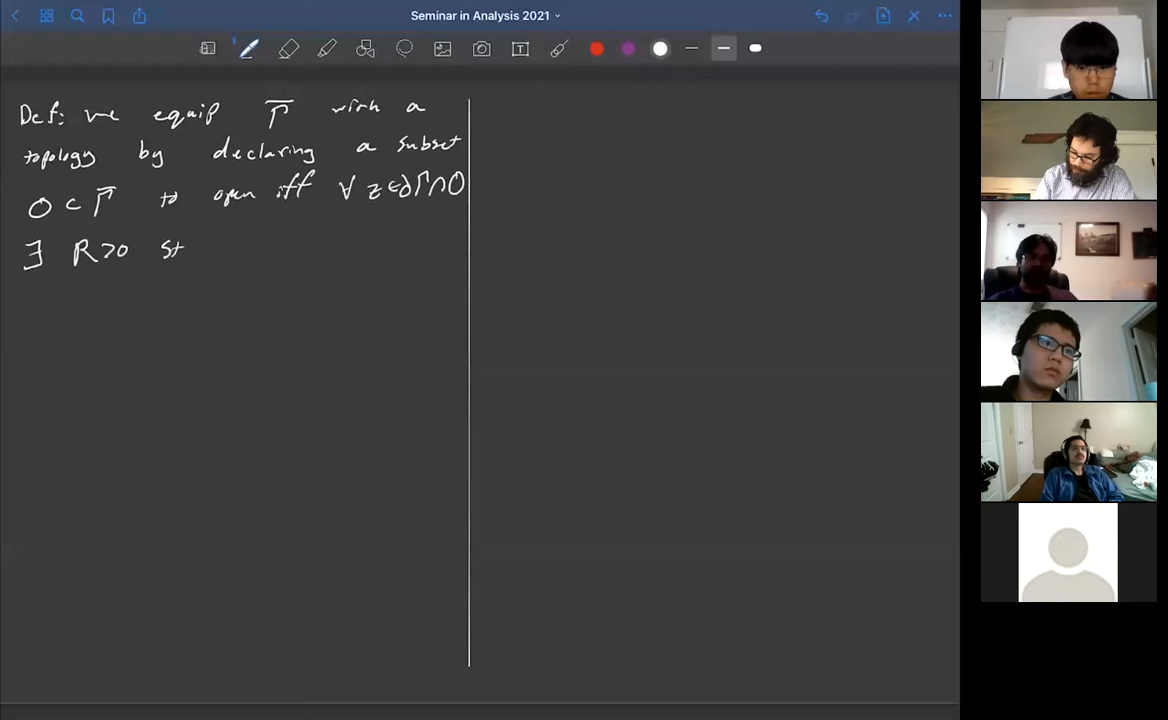 Seminar in Analysis 2021
Def: we equip Γ̅ with a
topology by declaring a subset
O ⊂ Γ̅ to open iff ∀ z ∈ ∂Γ ∩ O
∃ R>0 st